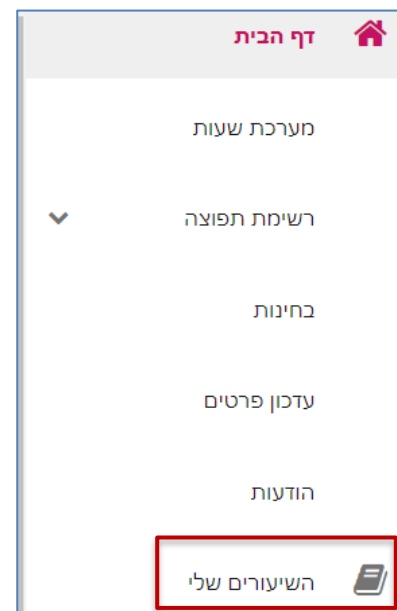 דף הבית
מערכת שעות
רשימת תפוצה
בחינות
עדכון פרטים
הודעות
השיעורים שלי